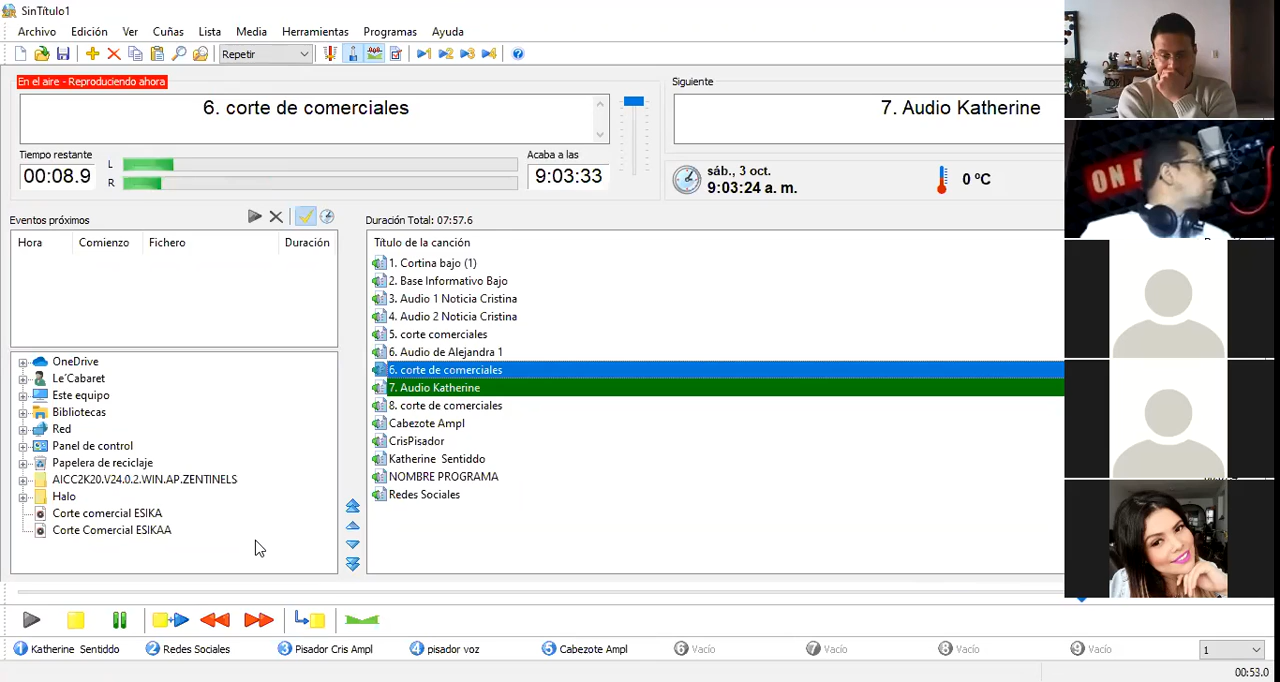 SinTítulo1
Archivo Edición Ver Cuñas Lista Media Herramientas Programas Ayuda
Repetir 1 2 3 4
En el aire - Reproduciendo ahora
6. corte de comerciales
Siguiente
7. Audio Katherine
Tiempo restante
00:08.9
L
R
Acaba a las
9:03:33
sáb., 3 oct.
9:03:24 a. m.
0 ºC
ON
Eventos próximos
Hora Comienzo Fichero Duración
Duración Total: 07:57.6
Título de la canción
1. Cortina bajo (1)
2. Base Informativo Bajo
3. Audio 1 Noticia Cristina
4. Audio 2 Noticia Cristina
5. corte comerciales
6. Audio de Alejandra 1
6. corte de comerciales
7. Audio Katherine
8. corte de comerciales
Cabezote Ampl
CrisPisador
Katherine Sentiddo
NOMBRE PROGRAMA
Redes Sociales
OneDrive
Le´Cabaret
Este equipo
Bibliotecas
Red
Panel de control
Papelera de reciclaje
AICC2K20.V24.0.2.WIN.AP.ZENTINELS
Halo
Corte comercial ESIKA
Corte Comercial ESIKAA
1 Katherine Sentiddo 2 Redes Sociales 3 Pisador Cris Ampl 4 pisador voz 5 Cabezote Ampl 6 Vacío 7 Vacío 8 Vacío 9 Vacío 1
00:53.0